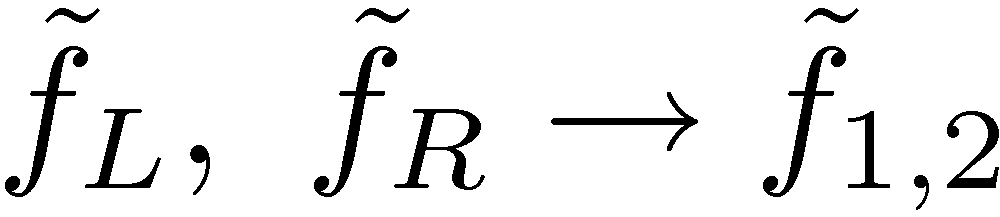 f̃_L, f̃_R → f̃_{1,2}